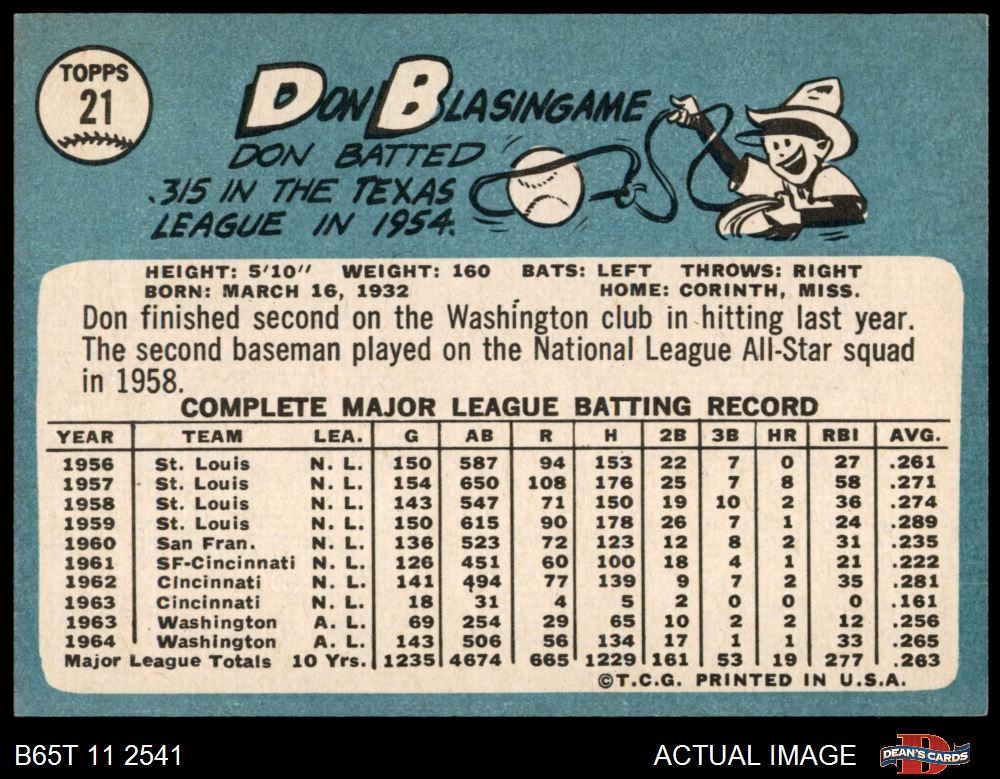 TOPPS
21
DON BLASINGAME
DON BATTED
.315 IN THE TEXAS
LEAGUE IN 1954.
HEIGHT: 5'10" WEIGHT: 160 BATS: LEFT THROWS: RIGHT
BORN: MARCH 16, 1932 HOME: CORINTH, MISS.
Don finished second on the Washington club in hitting last year.
The second baseman played on the National League All-Star squad
in 1958.
COMPLETE MAJOR LEAGUE BATTING RECORD
YEAR TEAM LEA. G AB R H 2B 3B HR RBI AVG.
1956 St. Louis N. L. 150 587 94 153 22 7 0 27 .261
1957 St. Louis N. L. 154 650 108 176 25 7 8 58 .271
1958 St. Louis N. L. 143 547 71 150 19 10 2 36 .274
1959 St. Louis N. L. 150 615 90 178 26 7 1 24 .289
1960 San Fran. N. L. 136 523 72 123 12 8 2 31 .235
1961 SF-Cincinnati N. L. 126 451 60 100 18 4 1 21 .222
1962 Cincinnati N. L. 141 494 77 139 9 7 2 35 .281
1963 Cincinnati N. L. 18 31 4 5 2 0 0 0 .161
1963 Washington A. L. 69 254 29 65 10 2 2 12 .256
1964 Washington A. L. 143 506 56 134 17 1 1 33 .265
Major League Totals 10 Yrs. 1235 4674 665 1229 161 53 19 277 .263
©T.C.G. PRINTED IN U.S.A.
B65T 11 2541 ACTUAL IMAGE DEAN'S CARDS